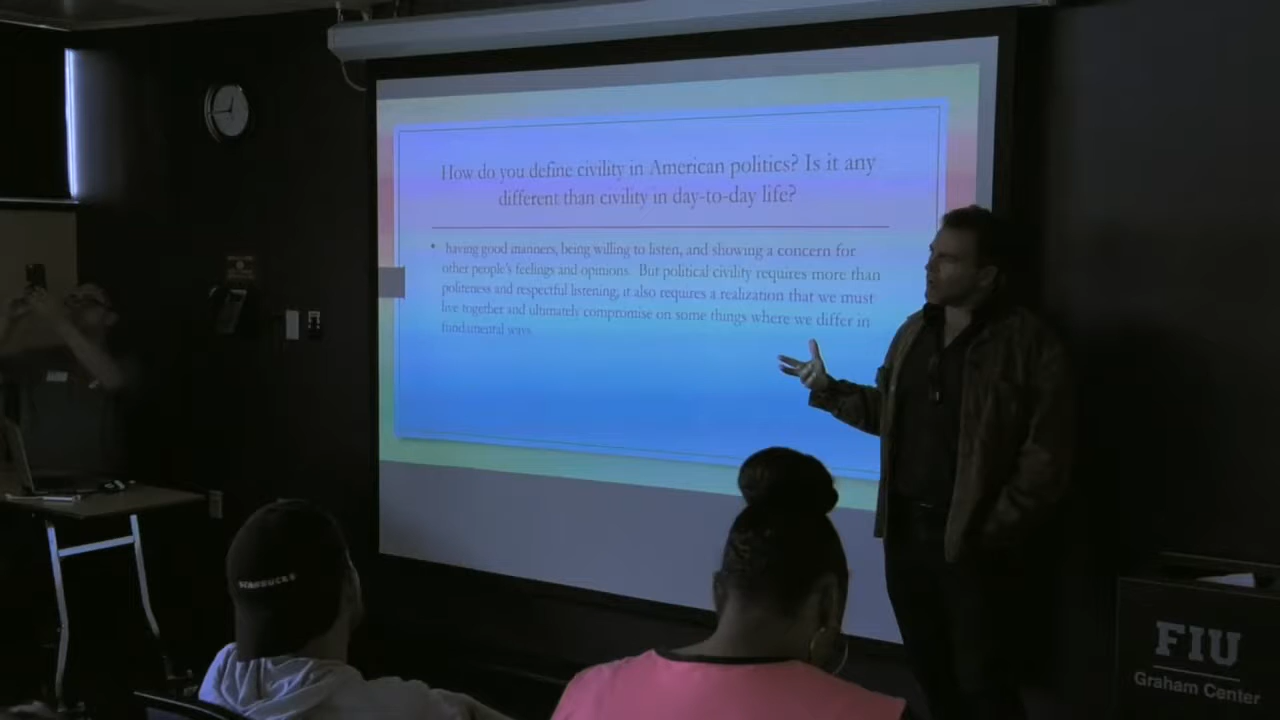 How do you define civility in American politics? Is it any
different than civility in day-to-day life?
• having good manners, being willing to listen, and showing a concern for
other people's feelings and opinions. But political civility requires more than
politeness and respectful listening; it also requires a realization that we must
live together and ultimately compromise on some things where we differ in
fundamental ways.
STARBUCKS
FIU
Graham Center